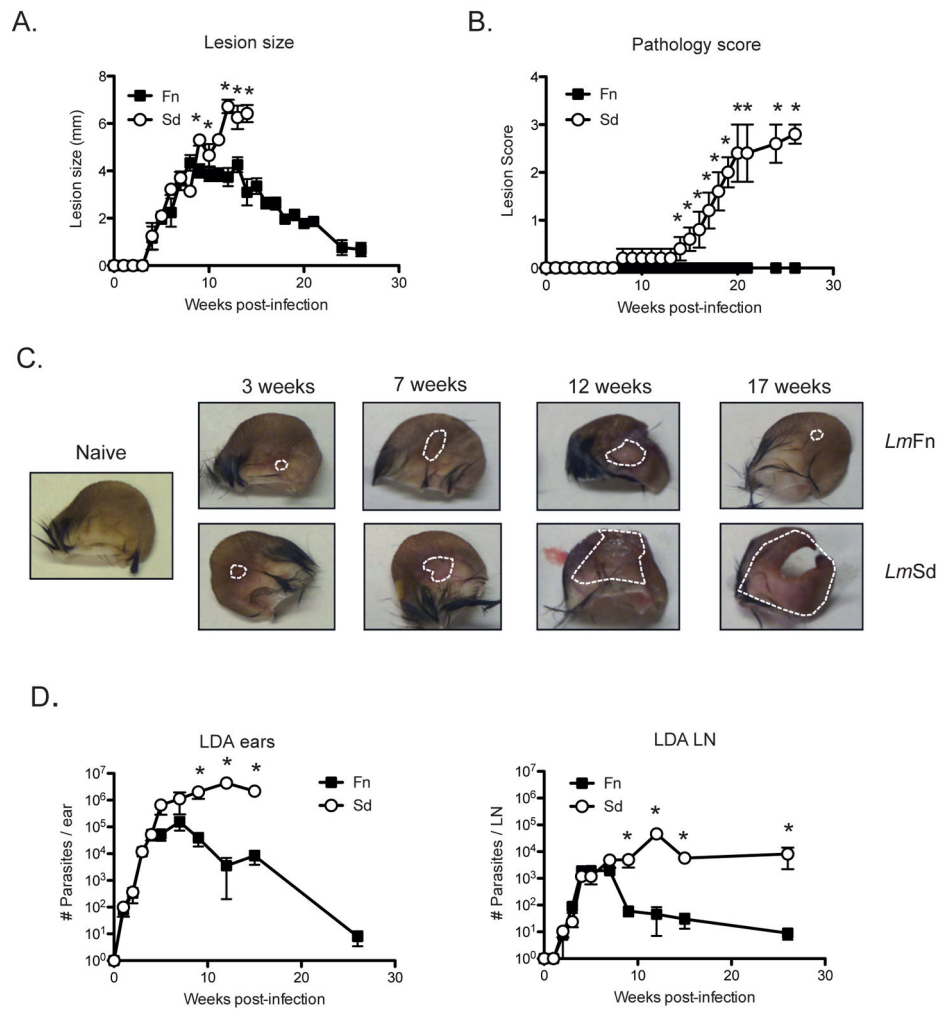 A.
Lesion size
Lesion size (mm)
8
6
4
2
0
Fn
Sd
* * * * *
0 10 20 30
Weeks post-infection
B.
Pathology score
Lesion Score
4
3
2
1
0
Fn
Sd
* * * * * * * * * *
0 10 20 30
Weeks post-infection
C.
3 weeks 7 weeks 12 weeks 17 weeks
Naive
LmFn
LmSd
D.
LDA ears
# Parasites / ear
10⁷
10⁶
10⁵
10⁴
10³
10²
10¹
10⁰
Fn
Sd
* * *
0 10 20 30
Weeks post-infection
LDA LN
# Parasites / LN
10⁷
10⁶
10⁵
10⁴
10³
10²
10¹
10⁰
Fn
Sd
* * * *
0 10 20 30
Weeks post-infection